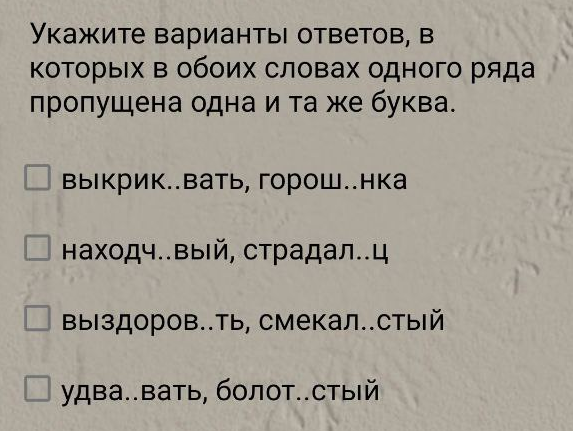 Укажите варианты ответов, в
которых в обоих словах одного ряда
пропущена одна и та же буква.
выкрик..вать, горош..нка
находч..вый, страдал..ц
выздоров..ть, смекал..стый
удва..вать, болот..стый